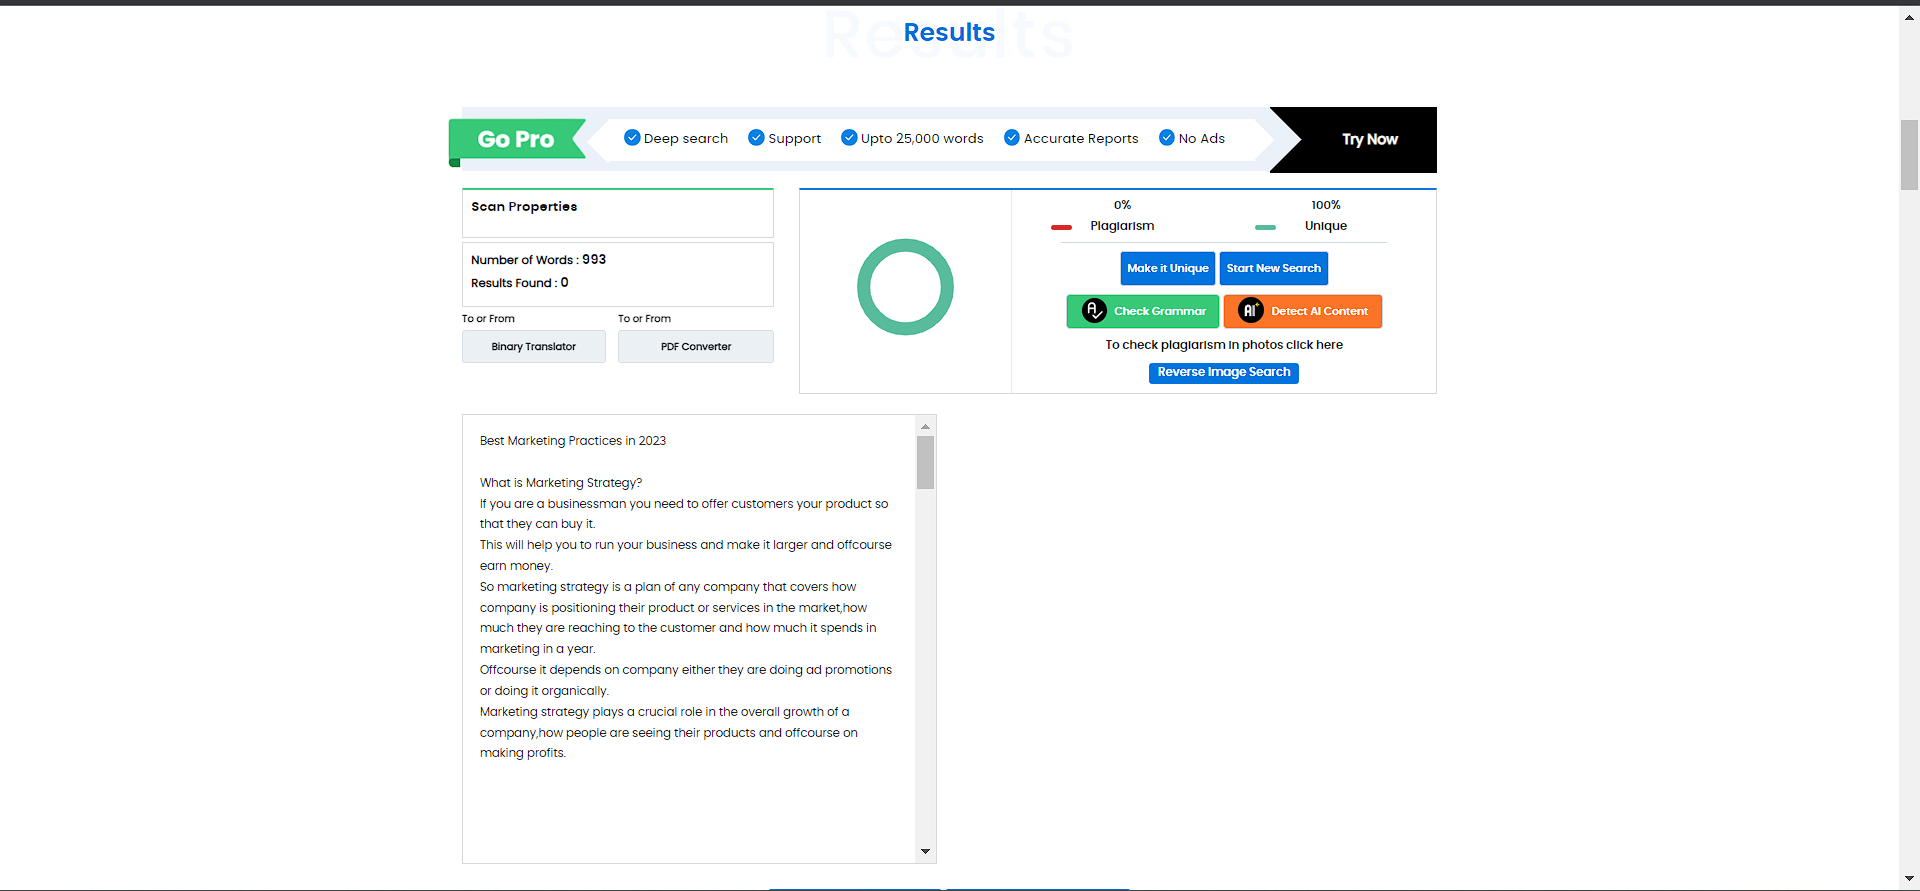 Results
Go Pro
Deep search
Support
Upto 25,000 words
Accurate Reports
No Ads
Try Now
Scan Properties
Number of Words : 993
Results Found : 0
To or From
To or From
Binary Translator
PDF Converter
0%
Plagiarism
100%
Unique
Make it Unique
Start New Search
Check Grammar
Detect AI Content
To check plagiarism in photos click here
Reverse Image Search
Best Marketing Practices in 2023
What is Marketing Strategy?
If you are a businessman you need to offer customers your product so
that they can buy it.
This will help you to run your business and make it larger and offcourse
earn money.
So marketing strategy is a plan of any company that covers how
company is positioning their product or services in the market,how
much they are reaching to the customer and how much it spends in
marketing in a year.
Offcourse it depends on company either they are doing ad promotions
or doing it organically.
Marketing strategy plays a crucial role in the overall growth of a
company,how people are seeing their products and offcourse on
making profits.